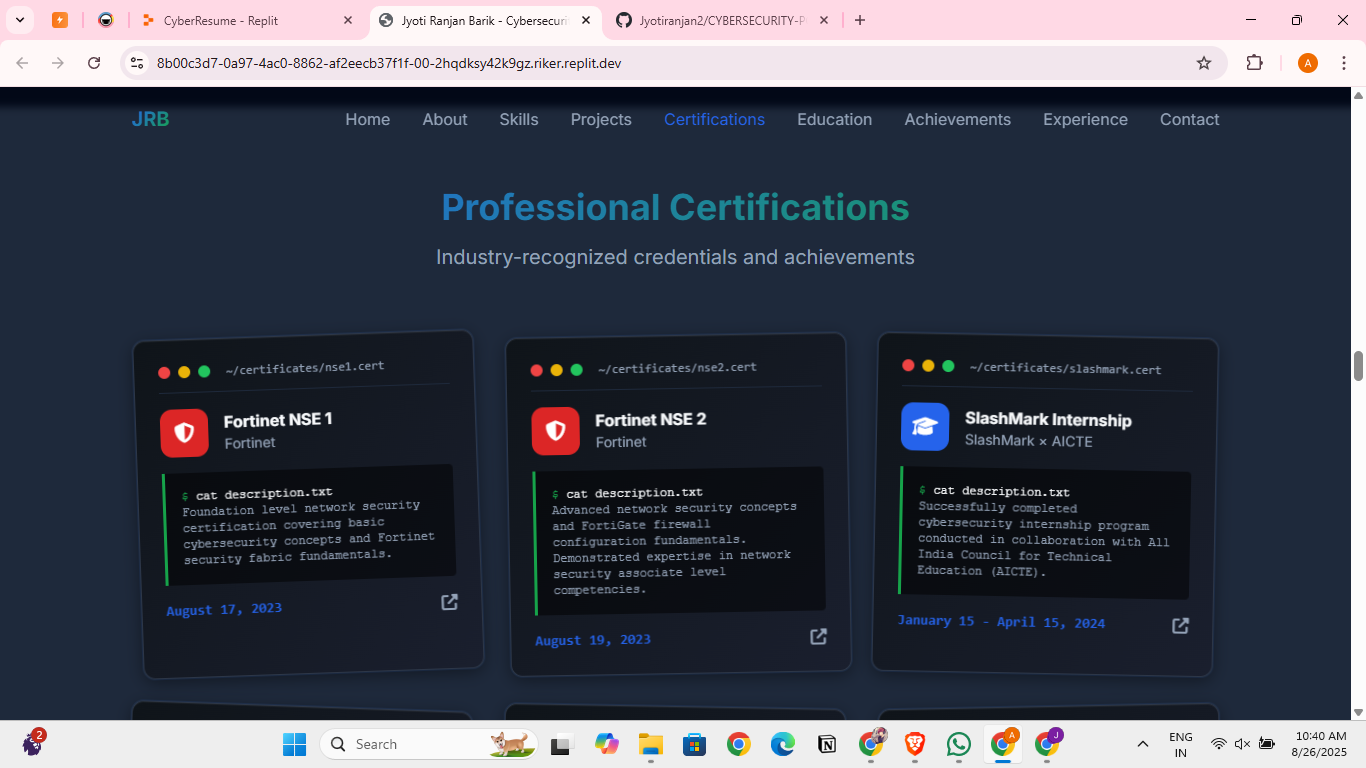 CyberResume - Replit
Jyoti Ranjan Barik - Cybersecuri
Jyotiranjan2/CYBERSECURITY-P
8b00c3d7-0a97-4ac0-8862-af2eecb37f1f-00-2hqdksy42k9gz.riker.replit.dev
A
JRB
Home About Skills Projects Certifications Education Achievements Experience Contact
Professional Certifications
Industry-recognized credentials and achievements
~/certificates/nse1.cert
Fortinet NSE 1
Fortinet
$ cat description.txt
Foundation level network security
certification covering basic
cybersecurity concepts and Fortinet
security fabric fundamentals.
August 17, 2023
~/certificates/nse2.cert
Fortinet NSE 2
Fortinet
$ cat description.txt
Advanced network security concepts
and FortiGate firewall
configuration fundamentals.
Demonstrated expertise in network
security associate level
competencies.
August 19, 2023
~/certificates/slashmark.cert
SlashMark Internship
SlashMark × AICTE
$ cat description.txt
Successfully completed
cybersecurity internship program
conducted in collaboration with All
India Council for Technical
Education (AICTE).
January 15 - April 15, 2024
2
Search
A
J
ENG
IN
10:40 AM
8/26/2025